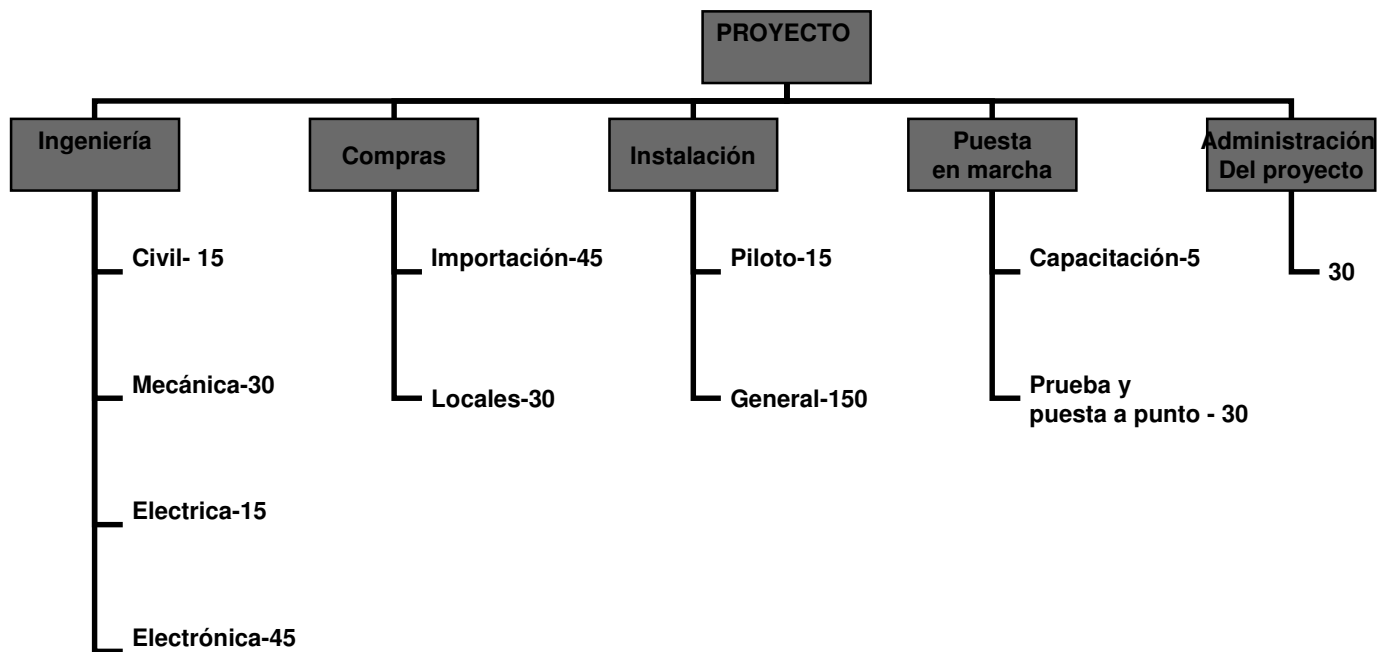 PROYECTO
Ingeniería
Compras
Instalación
Puesta
en marcha
Administración
Del proyecto
Civil- 15
Importación-45
Piloto-15
Capacitación-5
30
Mecánica-30
Locales-30
General-150
Prueba y
puesta a punto - 30
Electrica-15
Electrónica-45